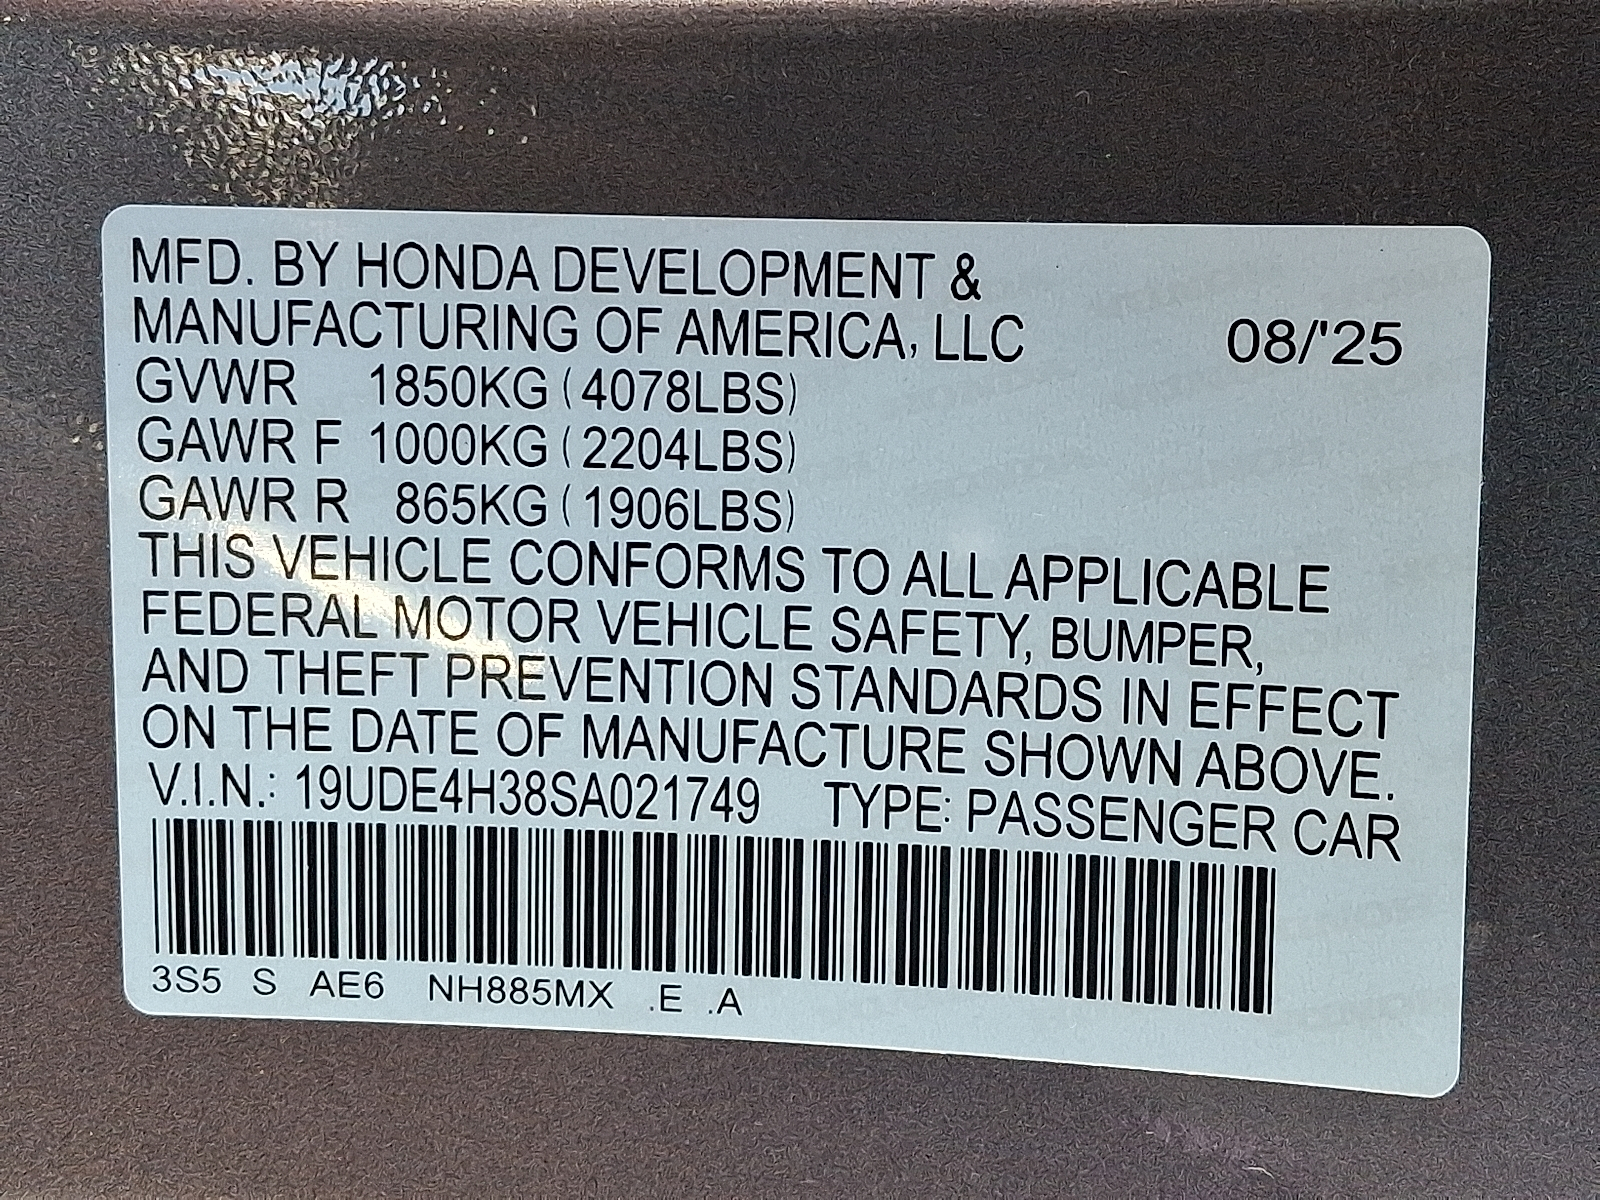 MFD. BY HONDA DEVELOPMENT &
MANUFACTURING OF AMERICA, LLC 08/'25
GVWR 1850KG (4078LBS)
GAWR F 1000KG (2204LBS)
GAWR R 865KG (1906LBS)
THIS VEHICLE CONFORMS TO ALL APPLICABLE
FEDERAL MOTOR VEHICLE SAFETY, BUMPER,
AND THEFT PREVENTION STANDARDS IN EFFECT
ON THE DATE OF MANUFACTURE SHOWN ABOVE.
V.I.N.: 19UDE4H38SA021749 TYPE: PASSENGER CAR
3S5 S AE6 NH885MX .E .A